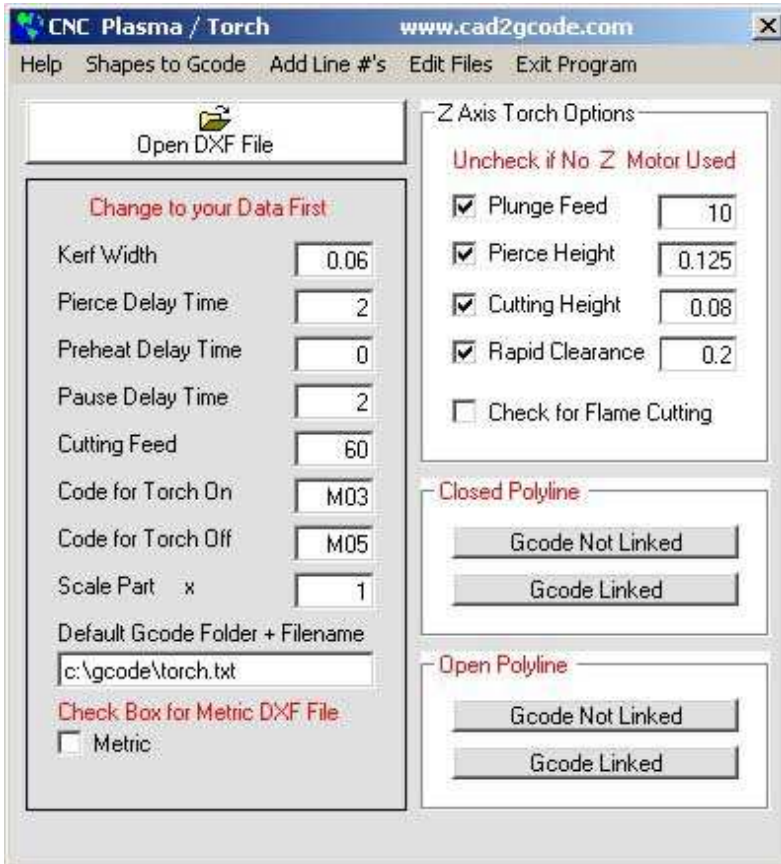 CNC Plasma / Torch www.cad2gcode.com
Help Shapes to Gcode Add Line #'s Edit Files Exit Program
Open DXF File
Change to your Data First
Kerf Width 0.06
Pierce Delay Time 2
Preheat Delay Time 0
Pause Delay Time 2
Cutting Feed 60
Code for Torch On M03
Code for Torch Off M05
Scale Part x 1
Default Gcode Folder + Filename
c:\gcode\torch.txt
Check Box for Metric DXF File
Metric
Z Axis Torch Options
Uncheck if No Z Motor Used
Plunge Feed 10
Pierce Height 0.125
Cutting Height 0.08
Rapid Clearance 0.2
Check for Flame Cutting
Closed Polyline
Gcode Not Linked
Gcode Linked
Open Polyline
Gcode Not Linked
Gcode Linked